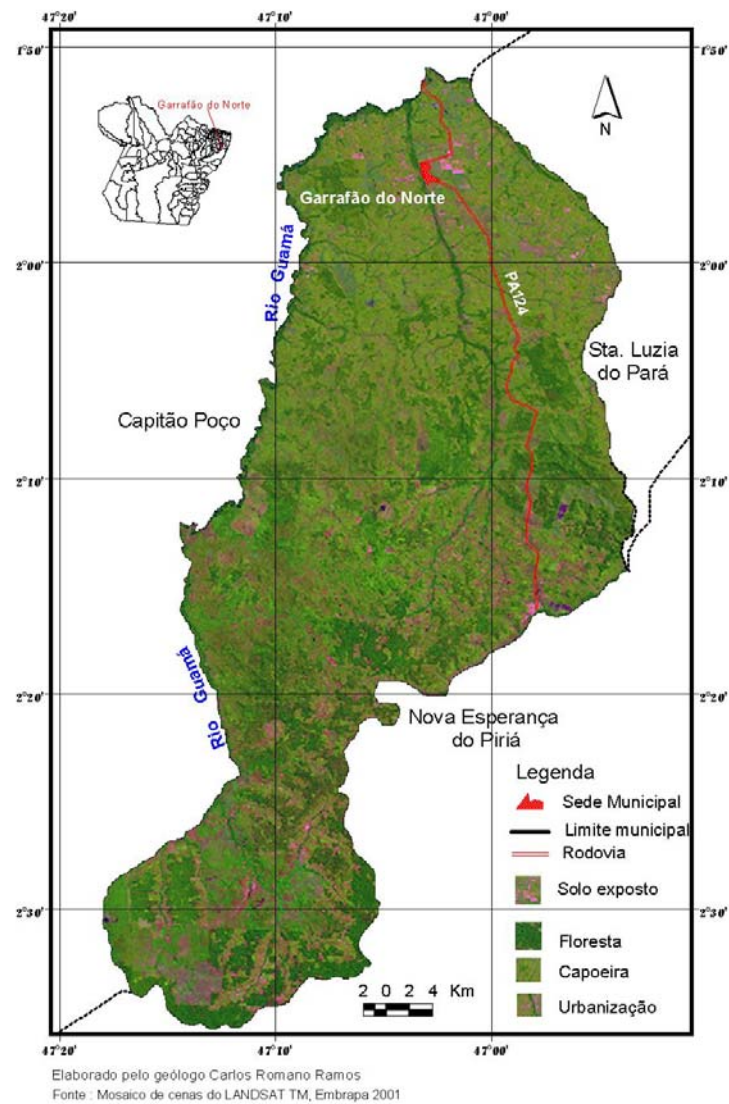 47°20'
47°10'
47°00'
1°50'
1°50'
Garrafão do Norte
N
Garrafão do Norte
Rio Guamá
2°00'
2°00'
PA124
Sta. Luzia
do Pará
Capitão Poço
2°10'
2°10'
Rio Guamá
2°20'
2°20'
Nova Esperança
do Piriá
Legenda
Sede Municipal
Limite municipal
Rodovia
Solo exposto
Floresta
Capoeira
Urbanização
2°30'
2°30'
2 0 2 4 Km
47°20'
47°10'
47°00'
Elaborado pelo geólogo Carlos Romano Ramos
Fonte : Mosaico de cenas do LANDSAT TM, Embrapa 2001